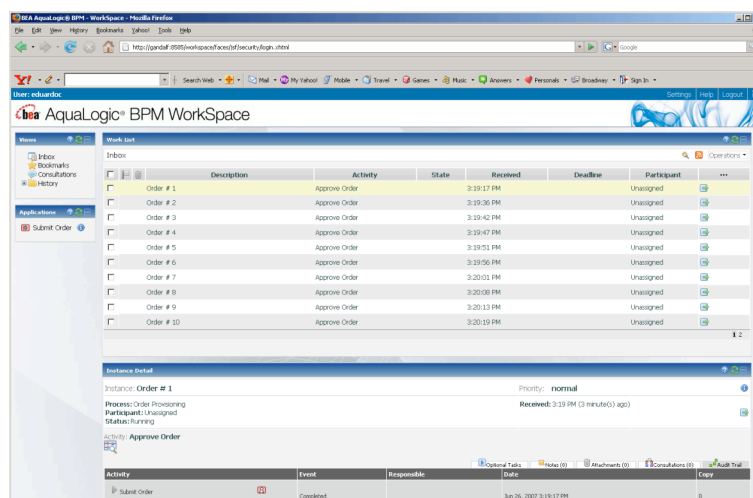 BEA AquaLogic® BPM - WorkSpace - Mozilla Firefox
File Edit View History Bookmarks Yahoo! Tools Help
http://gandalf:8585/workspace/faces/jsf/security/login.xhtml
Google
Search Web Mail My Yahoo! Mobile Travel Games Music Answers Personals Broadway Sign In
User: eduardoc Settings Help Logout
bea AquaLogic® BPM WorkSpace
Views
Inbox
Bookmarks
Consultations
History
Applications
Submit Order
Work List
Inbox Operations
Description Activity State Received Deadline Participant ...
Order # 1 Approve Order 3:19:17 PM Unassigned
Order # 2 Approve Order 3:19:36 PM Unassigned
Order # 3 Approve Order 3:19:42 PM Unassigned
Order # 4 Approve Order 3:19:47 PM Unassigned
Order # 5 Approve Order 3:19:51 PM Unassigned
Order # 6 Approve Order 3:19:56 PM Unassigned
Order # 7 Approve Order 3:20:01 PM Unassigned
Order # 8 Approve Order 3:20:08 PM Unassigned
Order # 9 Approve Order 3:20:13 PM Unassigned
Order # 10 Approve Order 3:20:19 PM Unassigned
1 2
Instance Detail
Instance: Order # 1 Priority: normal
Process: Order Provisioning Received: 3:19 PM (3 minute(s) ago)
Participant: Unassigned
Status: Running
Activity: Approve Order
Optional Tasks Notes (0) Attachments (0) Consultations (0) Audit Trail
Activity Event Responsible Date Copy
Submit Order Completed Jun 26, 2007 3:19:17 PM 0